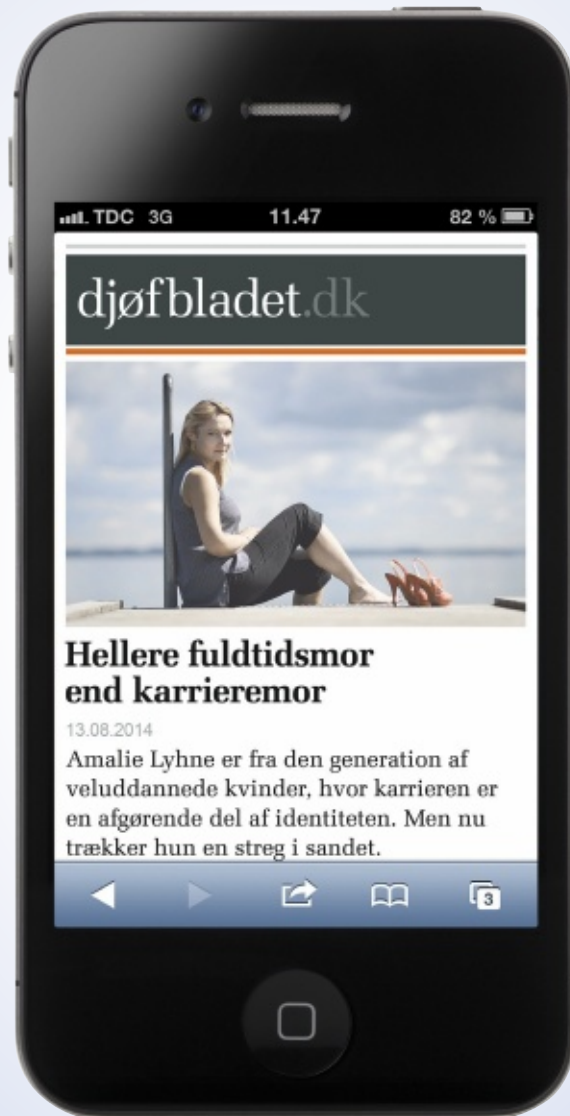 TDC 3G 11.47 82 %
djøfbladet.dk
Hellere fuldtidsmor
end karrieremor
13.08.2014
Amalie Lyhne er fra den generation af
veluddannede kvinder, hvor karrieren er
en afgørende del af identiteten. Men nu
trækker hun en streg i sandet.
3